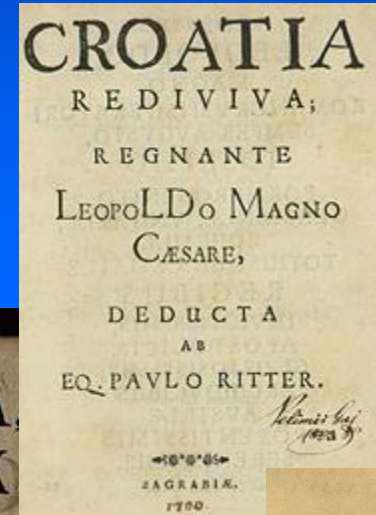 CROATIA
REDIVIVA;
REGNANTE
LEOPOLDO MAGNO
CÆSARE,
DEDUCTA
AB
EQ. PAVLO RITTER.
ZAGRABIÆ,
1700.